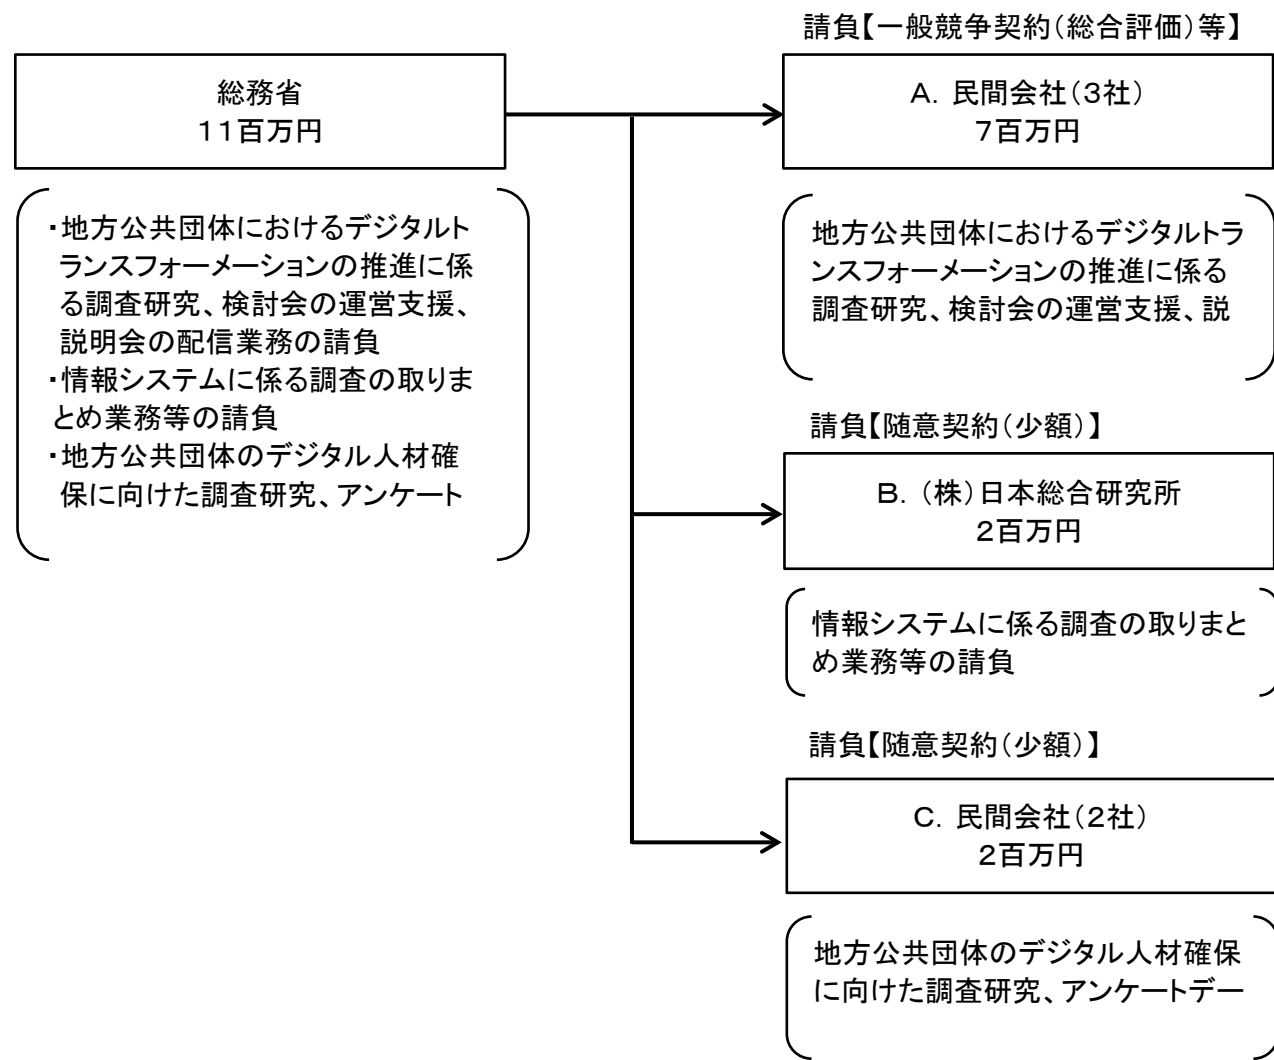 請負【一般競争契約（総合評価）等】
総務省
11百万円
A．民間会社（3社）
7百万円
・地方公共団体におけるデジタルト
ランスフォーメーションの推進に係
る調査研究、検討会の運営支援、
説明会の配信業務の請負
・情報システムに係る調査の取りま
とめ業務等の請負
・地方公共団体のデジタル人材確
保に向けた調査研究、アンケート
地方公共団体におけるデジタルトラ
ンスフォーメーションの推進に係る
調査研究、検討会の運営支援、説
請負【随意契約（少額）】
B．（株）日本総合研究所
2百万円
情報システムに係る調査の取りまと
め業務等の請負
請負【随意契約（少額）】
C．民間会社（2社）
2百万円
地方公共団体のデジタル人材確保
に向けた調査研究、アンケートデー